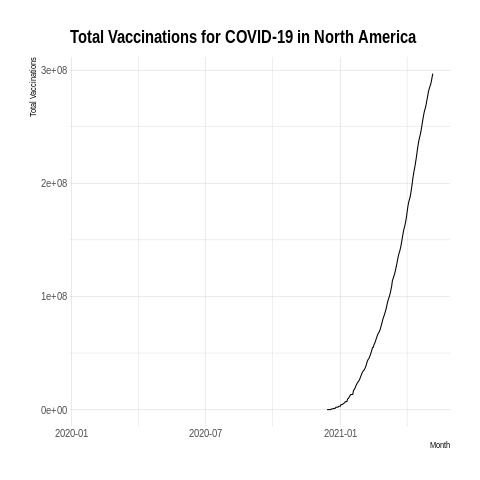 Total Vaccinations for COVID-19 in North America
Total Vaccinations
3e+08
2e+08
1e+08
0e+00
2020-01 2020-07 2021-01
Month